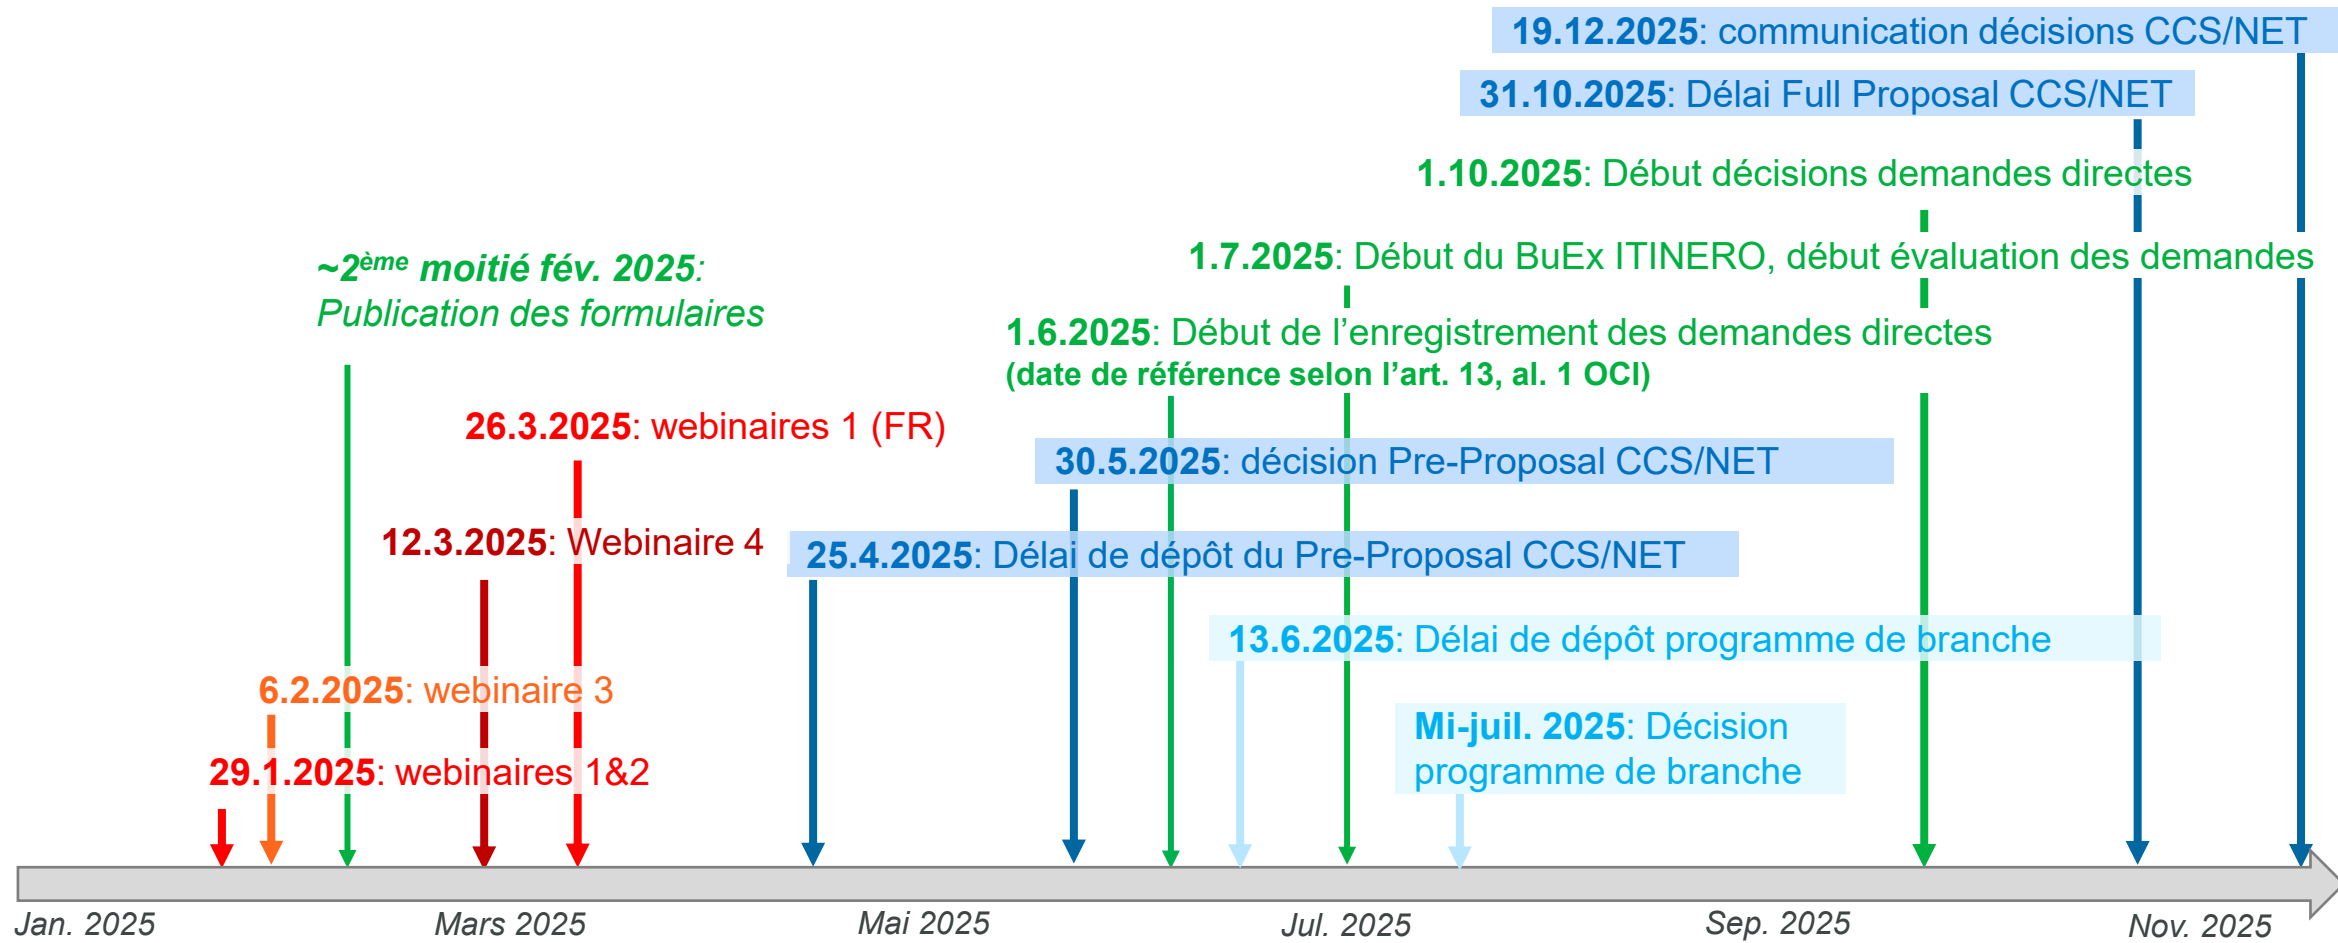 19.12.2025: communication décisions CCS/NET
31.10.2025: Délai Full Proposal CCS/NET
1.10.2025: Début décisions demandes directes
1.7.2025: Début du BuEx ITINERO, début évaluation des demandes
~2ème moitié fév. 2025:
Publication des formulaires
1.6.2025: Début de l’enregistrement des demandes directes
(date de référence selon l’art. 13, al. 1 OCl)
26.3.2025: webinaires 1 (FR)
30.5.2025: décision Pre-Proposal CCS/NET
12.3.2025: Webinaire 4
25.4.2025: Délai de dépôt du Pre-Proposal CCS/NET
13.6.2025: Délai de dépôt programme de branche
6.2.2025: webinaire 3
Mi-juil. 2025: Décision
programme de branche
29.1.2025: webinaires 1&2
Jan. 2025
Mars 2025
Mai 2025
Jul. 2025
Sep. 2025
Nov. 2025